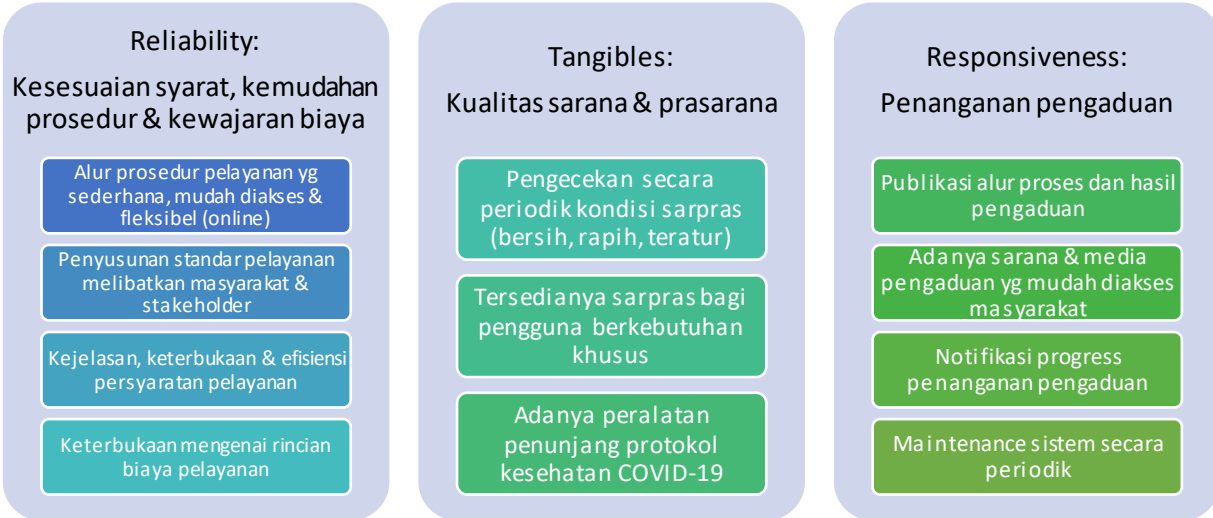 Reliability:
Kesesuaian syarat, kemudahan
prosedur & kewajaran biaya
Alur prosedur pelayanan yg
sederhana, mudah diakses &
fleksibel (online)
Penyusunan standar pelayanan
melibatkan masyarakat &
stakeholder
Kejelasan, keterbukaan & efisiensi
persyaratan pelayanan
Keterbukaan mengenai rincian
biaya pelayanan
Tangibles:
Kualitas sarana & prasarana
Pengecekan secara
periodik kondisi sarpras
(bersih, rapih, teratur)
Tersedianya sarpras bagi
pengguna berkebutuhan
khusus
Adanya peralatan
penunjang protokol
kesehatan COVID-19
Responsiveness:
Penanganan pengaduan
Publikasi alur proses dan hasil
pengaduan
Adanya sarana & media
pengaduan yg mudah diakses
masyarakat
Notifikasi progress
penanganan pengaduan
Maintenance sistem secara
periodik